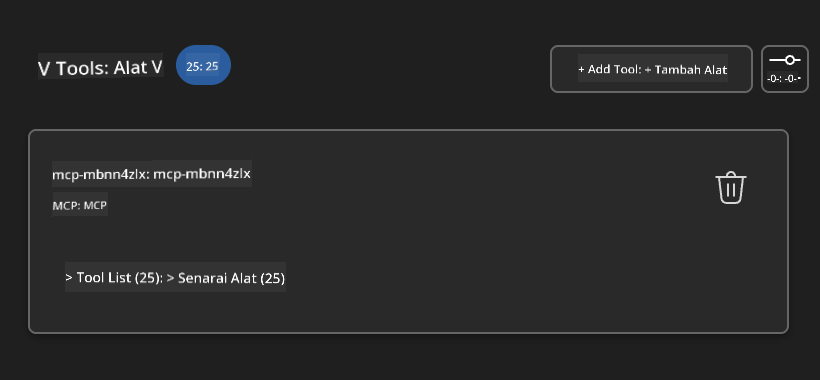 V Tools: Alat V
25: 25
+ Add Tool: + Tambah Alat
-0-: -0-
mcp-mbnn4zlx: mcp-mbnn4zlx
MCP: MCP
> Tool List (25): > Senarai Alat (25)